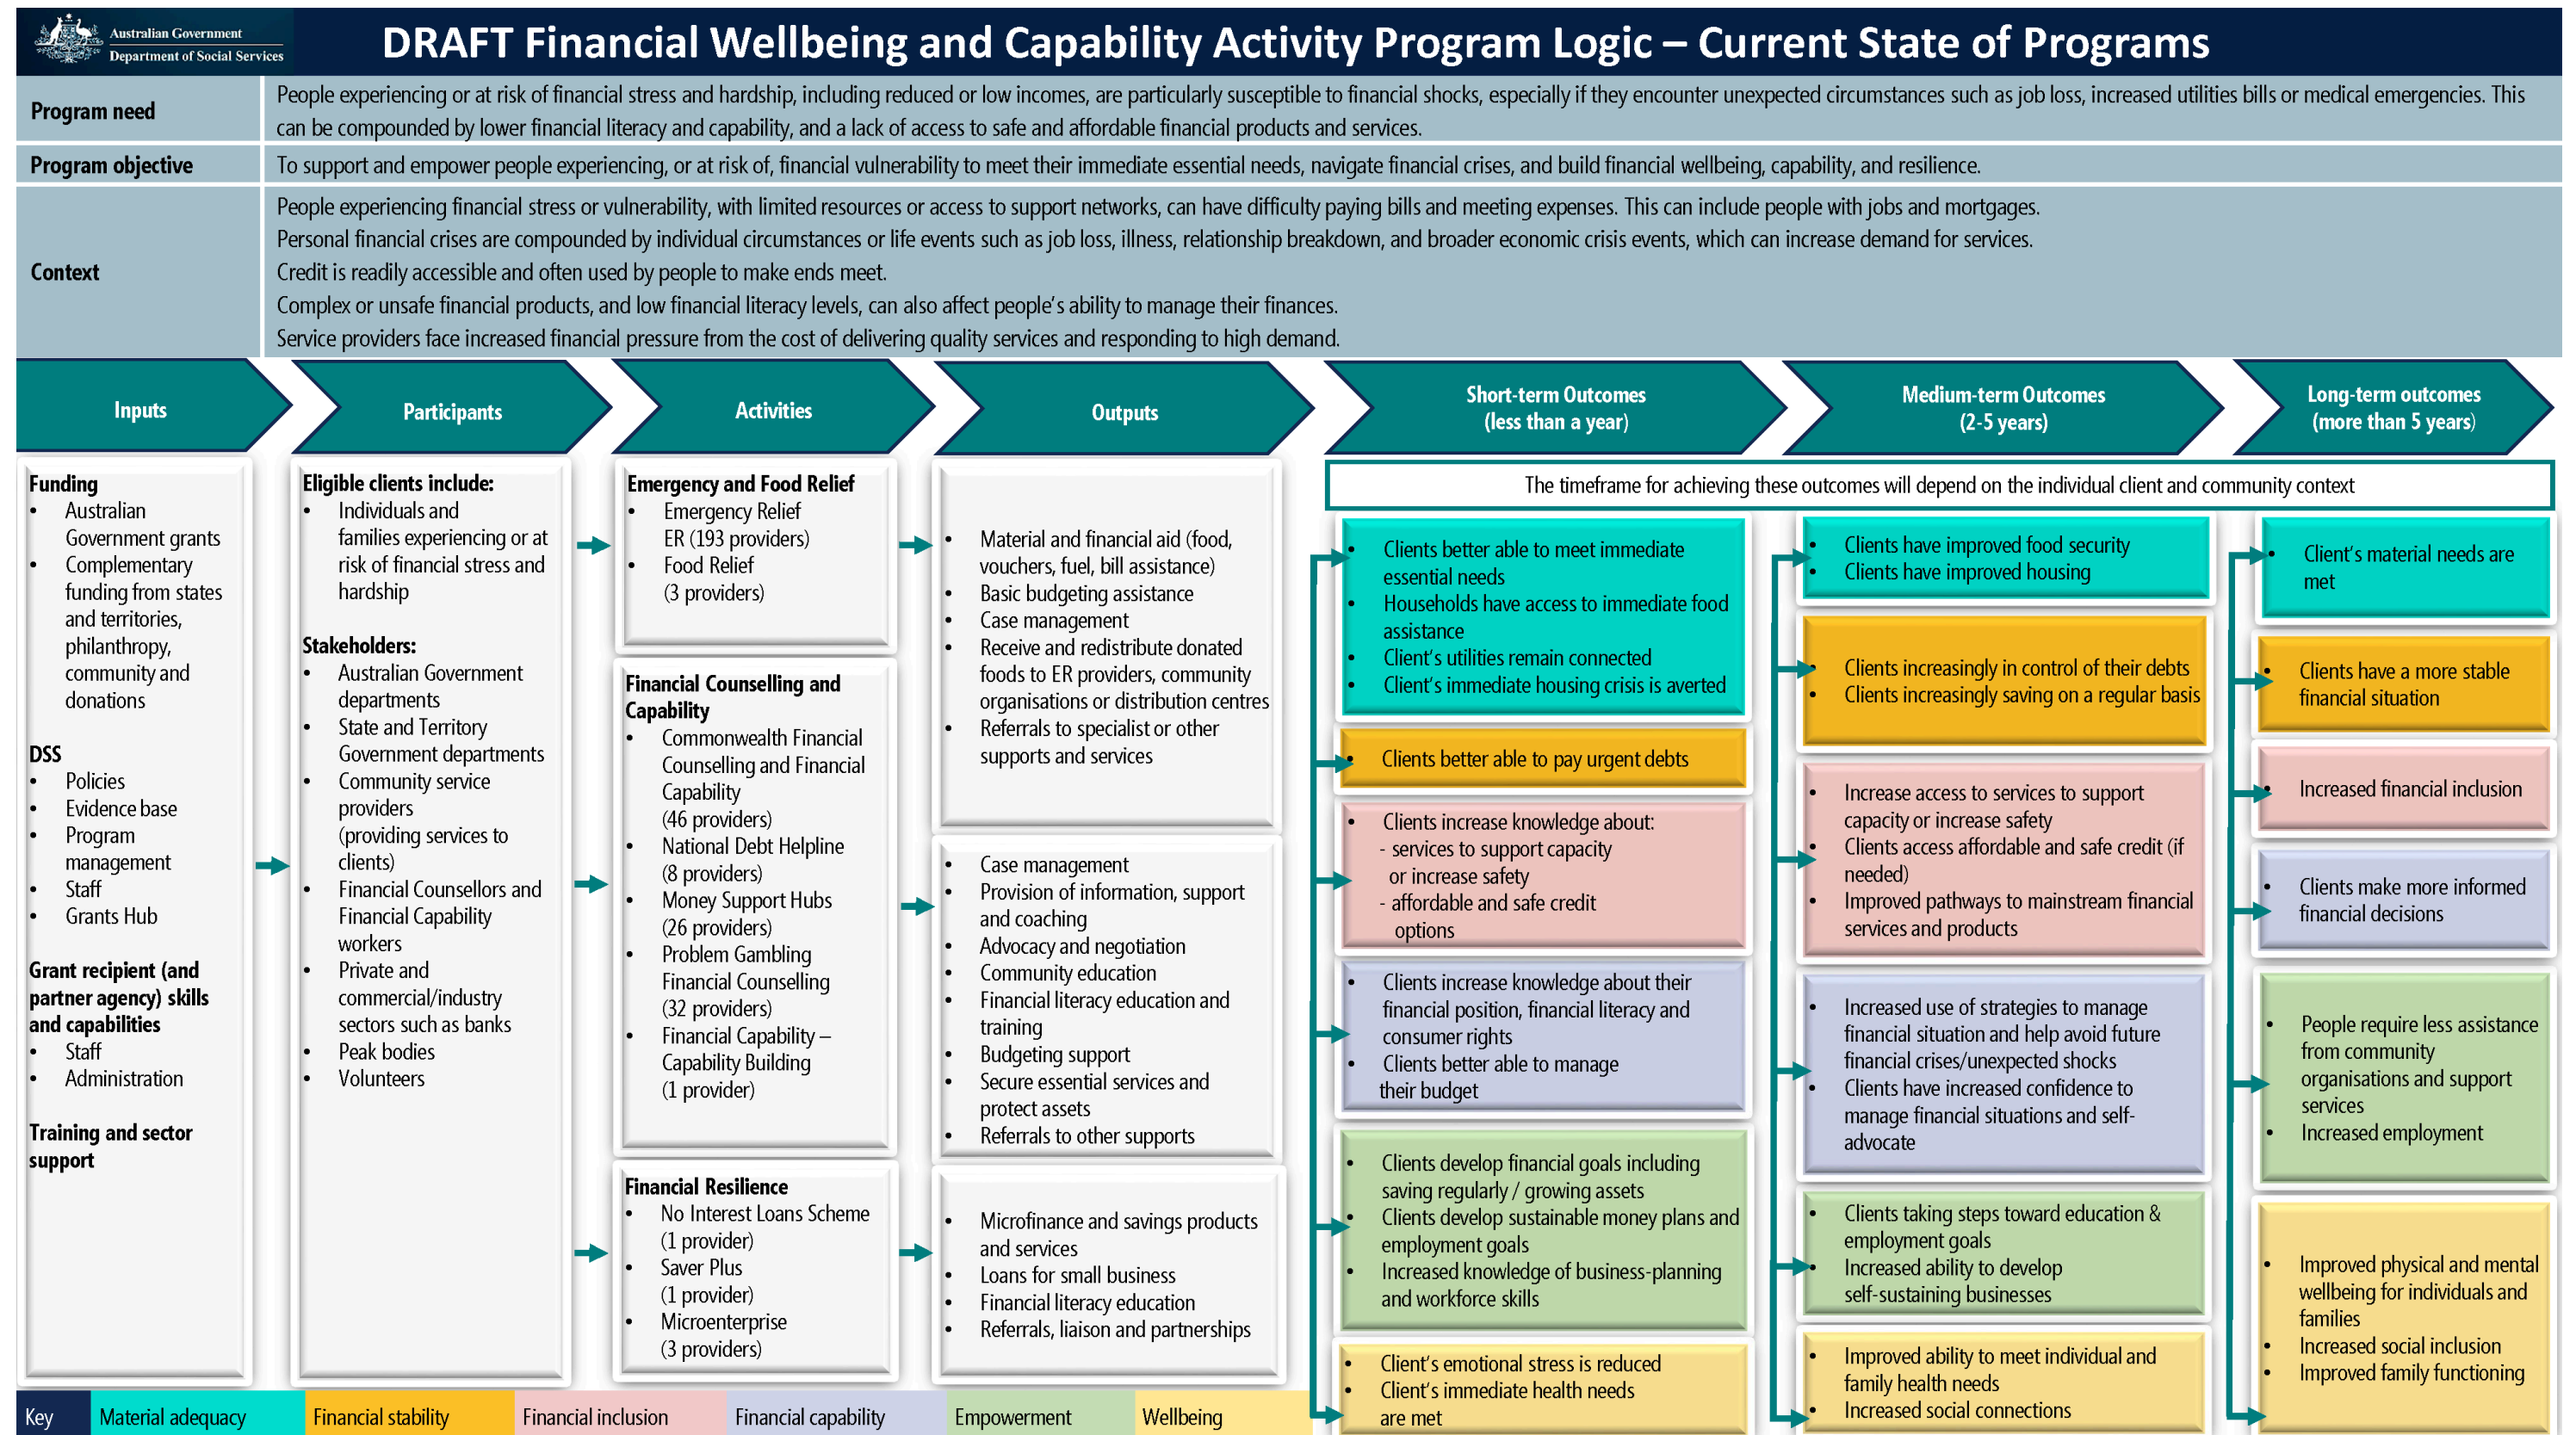 Australian Government
Department of Social Services
DRAFT Financial Wellbeing and Capability Activity Program Logic – Current State of Programs
Program need
People experiencing or at risk of financial stress and hardship, including reduced or low incomes, are particularly susceptible to financial shocks, especially if they encounter unexpected circumstances such as job loss, increased utilities bills or medical emergencies. This
can be compounded by lower financial literacy and capability, and a lack of access to safe and affordable financial products and services.
Program objective
To support and empower people experiencing, or at risk of, financial vulnerability to meet their immediate essential needs, navigate financial crises, and build financial wellbeing, capability, and resilience.
Context
People experiencing financial stress or vulnerability, with limited resources or access to support networks, can have difficulty paying bills and meeting expenses. This can include people with jobs and mortgages.
Personal financial crises are compounded by individual circumstances or life events such as job loss, illness, relationship breakdown, and broader economic crisis events, which can increase demand for services.
Credit is readily accessible and often used by people to make ends meet.
Complex or unsafe financial products, and low financial literacy levels, can also affect people's ability to manage their finances.
Service providers face increased financial pressure from the cost of delivering quality services and responding to high demand.
Inputs
Participants
Activities
Outputs
Short-term Outcomes
(less than a year)
Medium-term Outcomes
(2-5 years)
Long-term outcomes
(more than 5 years)
Funding
• Australian
Government grants
• Complementary
funding from states
and territories,
philanthropy,
community and
donations
DSS
• Policies
• Evidence base
• Program
management
• Staff
• Grants Hub
Grant recipient (and
partner agency) skills
and capabilities
• Staff
• Administration
Training and sector
support
Eligible clients include:
• Individuals and
families experiencing or at
risk of financial stress and
hardship
Stakeholders:
• Australian Government
departments
• State and Territory
Government departments
• Community service
providers
(providing services to
clients)
• Financial Counsellors and
Financial Capability
workers
• Private and
commercial/industry
sectors such as banks
• Peak bodies
• Volunteers
Emergency and Food Relief
• Emergency Relief
ER (193 providers)
• Food Relief
(3 providers)
Financial Counselling and
Capability
• Commonwealth Financial
Counselling and Financial
Capability
(46 providers)
• National Debt Helpline
(8 providers)
• Money Support Hubs
(26 providers)
• Problem Gambling
Financial Counselling
(32 providers)
• Financial Capability –
Capability Building
(1 provider)
Financial Resilience
• No Interest Loans Scheme
(1 provider)
• Saver Plus
(1 provider)
• Microenterprise
(3 providers)
• Material and financial aid (food,
vouchers, fuel, bill assistance)
• Basic budgeting assistance
• Case management
• Receive and redistribute donated
foods to ER providers, community
organisations or distribution centres
• Referrals to specialist or other
supports and services
• Case management
• Provision of information, support
and coaching
• Advocacy and negotiation
• Community education
• Financial literacy education and
training
• Budgeting support
• Secure essential services and
protect assets
• Referrals to other supports
• Microfinance and savings products
and services
• Loans for small business
• Financial literacy education
• Referrals, liaison and partnerships
The timeframe for achieving these outcomes will depend on the individual client and community context
• Clients better able to meet immediate
essential needs
• Households have access to immediate food
assistance
• Client's utilities remain connected
• Client's immediate housing crisis is averted
• Clients better able to pay urgent debts
• Clients increase knowledge about:
- services to support capacity
or increase safety
- affordable and safe credit
options
• Clients increase knowledge about their
financial position, financial literacy and
consumer rights
• Clients better able to manage
their budget
• Clients develop financial goals including
saving regularly / growing assets
• Clients develop sustainable money plans and
employment goals
• Increased knowledge of business-planning
and workforce skills
• Client's emotional stress is reduced
• Client's immediate health needs
are met
• Clients have improved food security
• Clients have improved housing
• Clients increasingly in control of their debts
• Clients increasingly saving on a regular basis
• Increase access to services to support
capacity or increase safety
• Clients access affordable and safe credit (if
needed)
• Improved pathways to mainstream financial
services and products
• Increased use of strategies to manage
financial situation and help avoid future
financial crises/unexpected shocks
• Clients have increased confidence to
manage financial situations and self-
advocate
• Clients taking steps toward education &
employment goals
• Increased ability to develop
self-sustaining businesses
• Improved ability to meet individual and
family health needs
• Increased social connections
• Client's material needs are
met
• Clients have a more stable
financial situation
• Increased financial inclusion
• Clients make more informed
financial decisions
• People require less assistance
from community
organisations and support
services
• Increased employment
• Improved physical and mental
wellbeing for individuals and
families
• Increased social inclusion
• Improved family functioning
Key
Material adequacy
Financial stability
Financial inclusion
Financial capability
Empowerment
Wellbeing